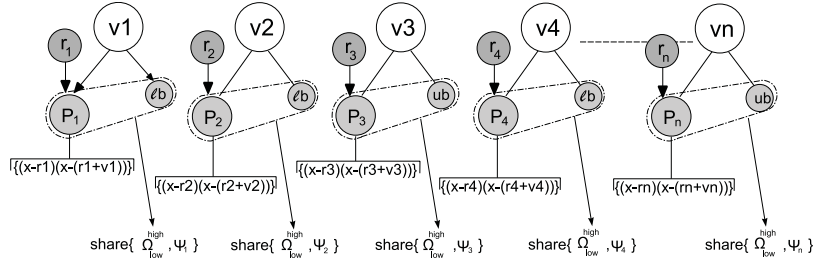 v1 v2 v3 v4 vn
r1 r2 r3 r4 rn
P1 ℓb P2 ℓb P3 ub P4 ℓb Pn ub
{(x-r1)(x-(r1+v1))} {(x-r2)(x-(r2+v2))} {(x-r3)(x-(r3+v3))} {(x-r4)(x-(r4+v4))} {(x-rn)(x-(rn+vn))}
share{ Ω high low , Ψı } share{ Ω high low , Ψ2 } share{ Ω high low , Ψ3 } share{ Ω high low , Ψ4 } share{ Ω high low , Ψn }